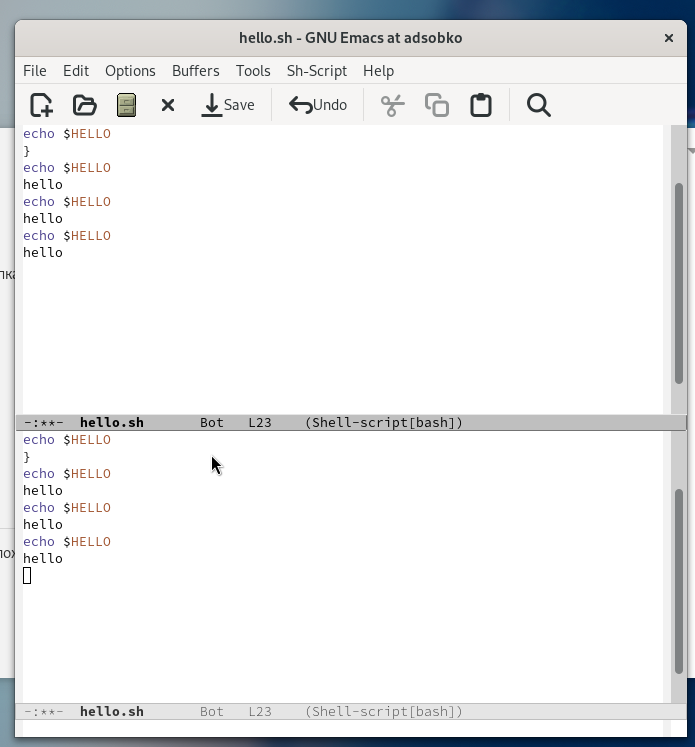 hello.sh - GNU Emacs at adsobko
File Edit Options Buffers Tools Sh-Script Help
Save Undo
echo $HELLO
}
echo $HELLO
hello
echo $HELLO
hello
echo $HELLO
hello
-:**- hello.sh Bot L23 (Shell-script[bash])
echo $HELLO
}
echo $HELLO
hello
echo $HELLO
hello
echo $HELLO
hello
-:**- hello.sh Bot L23 (Shell-script[bash])